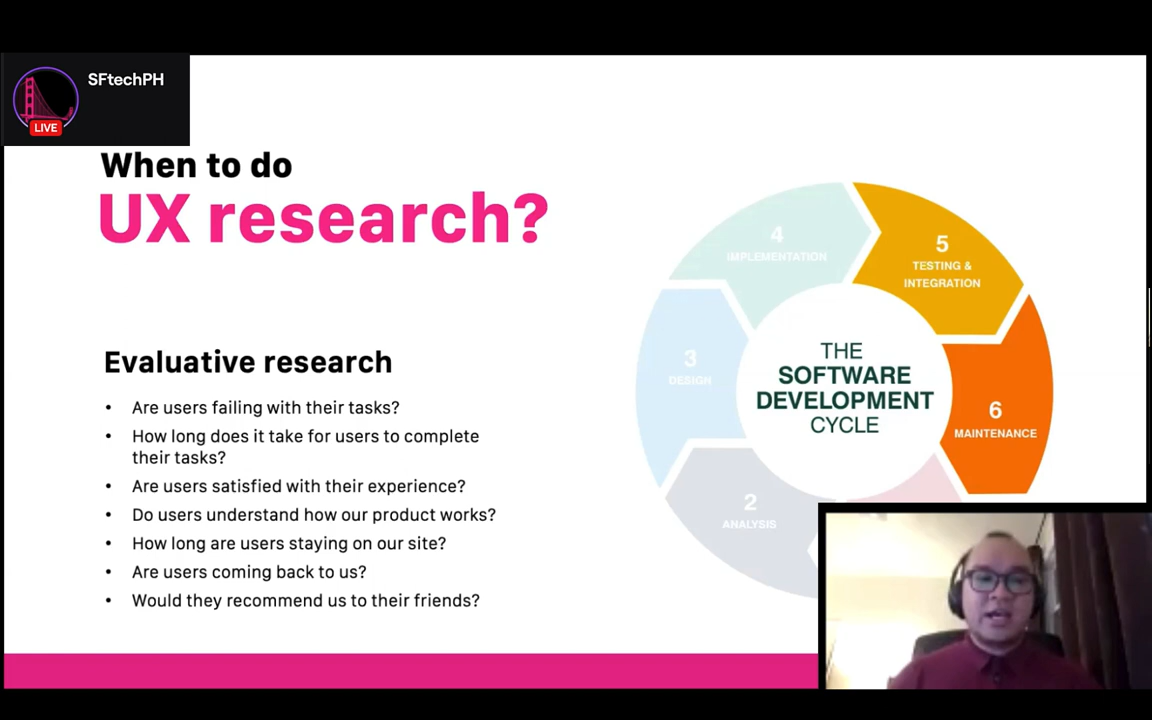 SFtechPH
LIVE
When to do
UX research?
Evaluative research
• Are users failing with their tasks?
• How long does it take for users to complete
their tasks?
• Are users satisfied with their experience?
• Do users understand how our product works?
• How long are users staying on our site?
• Are users coming back to us?
• Would they recommend us to their friends?
4
IMPLEMENTATION
5
TESTING &
INTEGRATION
3
DESIGN
THE
SOFTWARE
DEVELOPMENT
CYCLE
6
MAINTENANCE
2
ANALYSIS